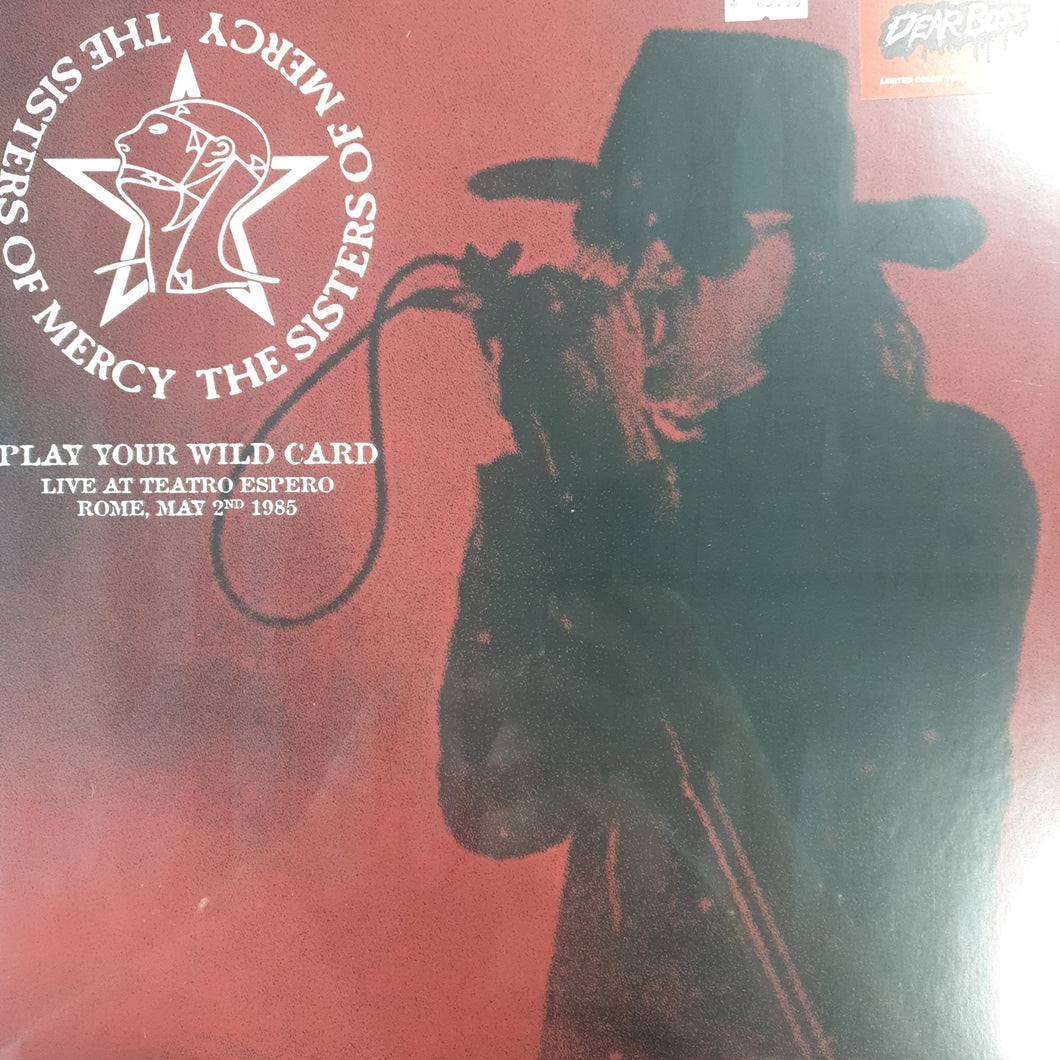 THE SISTERS OF MERCY THE SISTERS OF MERCY
PLAY YOUR WILD CARD
LIVE AT TEATRO ESPERO
ROME, MAY 2ND 1985
DEAR BOSS
LIMITED COLOR